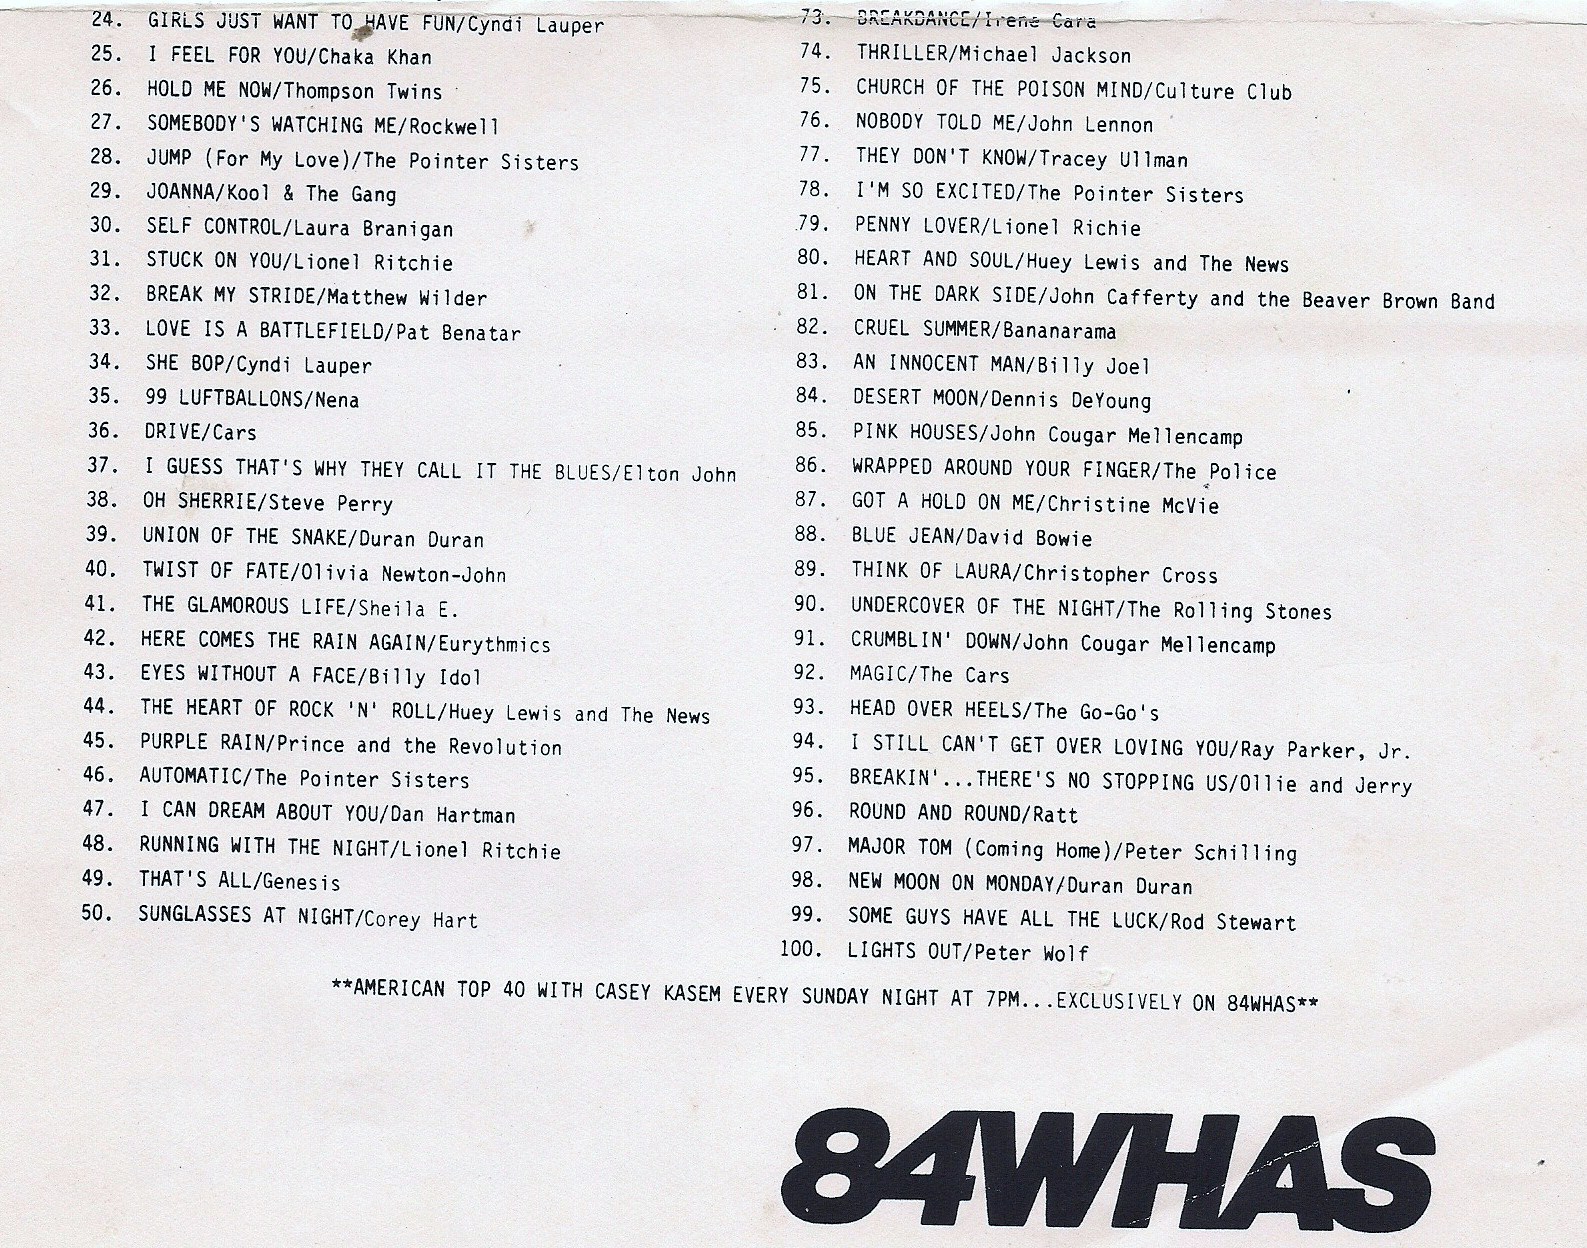 24. GIRLS JUST WANT TO HAVE FUN/Cyndi Lauper
25. I FEEL FOR YOU/Chaka Khan
26. HOLD ME NOW/Thompson Twins
27. SOMEBODY'S WATCHING ME/Rockwell
28. JUMP (For My Love)/The Pointer Sisters
29. JOANNA/Kool & The Gang
30. SELF CONTROL/Laura Branigan
31. STUCK ON YOU/Lionel Ritchie
32. BREAK MY STRIDE/Matthew Wilder
33. LOVE IS A BATTLEFIELD/Pat Benatar
34. SHE BOP/Cyndi Lauper
35. 99 LUFTBALLONS/Nena
36. DRIVE/Cars
37. I GUESS THAT'S WHY THEY CALL IT THE BLUES/Elton John
38. OH SHERRIE/Steve Perry
39. UNION OF THE SNAKE/Duran Duran
40. TWIST OF FATE/Olivia Newton-John
41. THE GLAMOROUS LIFE/Sheila E.
42. HERE COMES THE RAIN AGAIN/Eurythmics
43. EYES WITHOUT A FACE/Billy Idol
44. THE HEART OF ROCK 'N' ROLL/Huey Lewis and The News
45. PURPLE RAIN/Prince and the Revolution
46. AUTOMATIC/The Pointer Sisters
47. I CAN DREAM ABOUT YOU/Dan Hartman
48. RUNNING WITH THE NIGHT/Lionel Ritchie
49. THAT'S ALL/Genesis
50. SUNGLASSES AT NIGHT/Corey Hart
73. BREAKDANCE/Irene Cara
74. THRILLER/Michael Jackson
75. CHURCH OF THE POISON MIND/Culture Club
76. NOBODY TOLD ME/John Lennon
77. THEY DON'T KNOW/Tracey Ullman
78. I'M SO EXCITED/The Pointer Sisters
79. PENNY LOVER/Lionel Richie
80. HEART AND SOUL/Huey Lewis and The News
81. ON THE DARK SIDE/John Cafferty and the Beaver Brown Band
82. CRUEL SUMMER/Bananarama
83. AN INNOCENT MAN/Billy Joel
84. DESERT MOON/Dennis DeYoung
85. PINK HOUSES/John Cougar Mellencamp
86. WRAPPED AROUND YOUR FINGER/The Police
87. GOT A HOLD ON ME/Christine McVie
88. BLUE JEAN/David Bowie
89. THINK OF LAURA/Christopher Cross
90. UNDERCOVER OF THE NIGHT/The Rolling Stones
91. CRUMBLIN' DOWN/John Cougar Mellencamp
92. MAGIC/The Cars
93. HEAD OVER HEELS/The Go-Go's
94. I STILL CAN'T GET OVER LOVING YOU/Ray Parker, Jr.
95. BREAKIN'...THERE'S NO STOPPING US/Ollie and Jerry
96. ROUND AND ROUND/Ratt
97. MAJOR TOM (Coming Home)/Peter Schilling
98. NEW MOON ON MONDAY/Duran Duran
99. SOME GUYS HAVE ALL THE LUCK/Rod Stewart
100. LIGHTS OUT/Peter Wolf
**AMERICAN TOP 40 WITH CASEY KASEM EVERY SUNDAY NIGHT AT 7PM...EXCLUSIVELY ON 84WHAS**
84WHAS